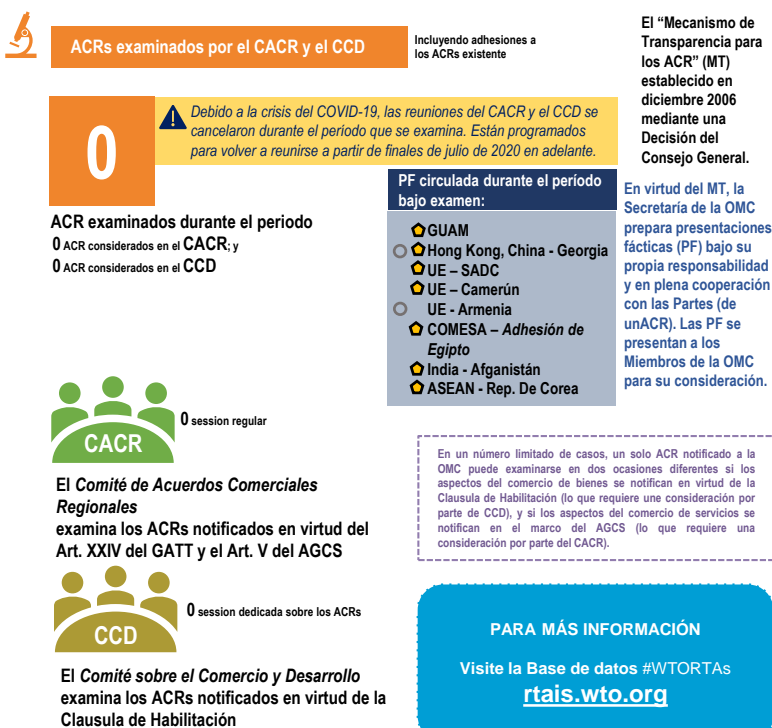 ACRs examinados por el CACR y el CCD
Incluyendo adhesiones a
los ACRs existente
0
Debido a la crisis del COVID-19, las reuniones del CACR y el CCD se
cancelaron durante el período que se examina. Están programados
para volver a reunirse a partir de finales de julio de 2020 en adelante.
ACR examinados durante el periodo
0 ACR considerados en el CACR; y
0 ACR considerados en el CCD
PF circulada durante el período
bajo examen:
GUAM
Hong Kong, China - Georgia
UE – SADC
UE – Camerún
UE - Armenia
COMESA – Adhesión de
Egipto
India - Afganistán
ASEAN - Rep. De Corea
El “Mecanismo de
Transparencia para
los ACR” (MT)
establecido en
diciembre 2006
mediante una
Decisión del
Consejo General.
En virtud del MT, la
Secretaría de la OMC
prepara presentaciones
fácticas (PF) bajo su
propia responsabilidad
y en plena cooperación
con las Partes (de
unACR). Las PF se
presentan a los
Miembros de la OMC
para su consideración.
CACR
0 session regular
El Comité de Acuerdos Comerciales
Regionales
examina los ACRs notificados en virtud del
Art. XXIV del GATT y el Art. V del AGCS
CCD
0 session dedicada sobre los ACRs
El Comité sobre el Comercio y Desarrollo
examina los ACRs notificados en virtud de la
Clausula de Habilitación
En un número limitado de casos, un solo ACR notificado a la
OMC puede examinarse en dos ocasiones diferentes si los
aspectos del comercio de bienes se notifican en virtud de la
Clausula de Habilitación (lo que requiere une consideración por
parte de CCD), y si los aspectos del comercio de servicios se
notifican en el marco del AGCS (lo que requiere una
consideración por parte del CACR).
PARA MÁS INFORMACIÓN
Visite la Base de datos #WTORTAs
rtais.wto.org